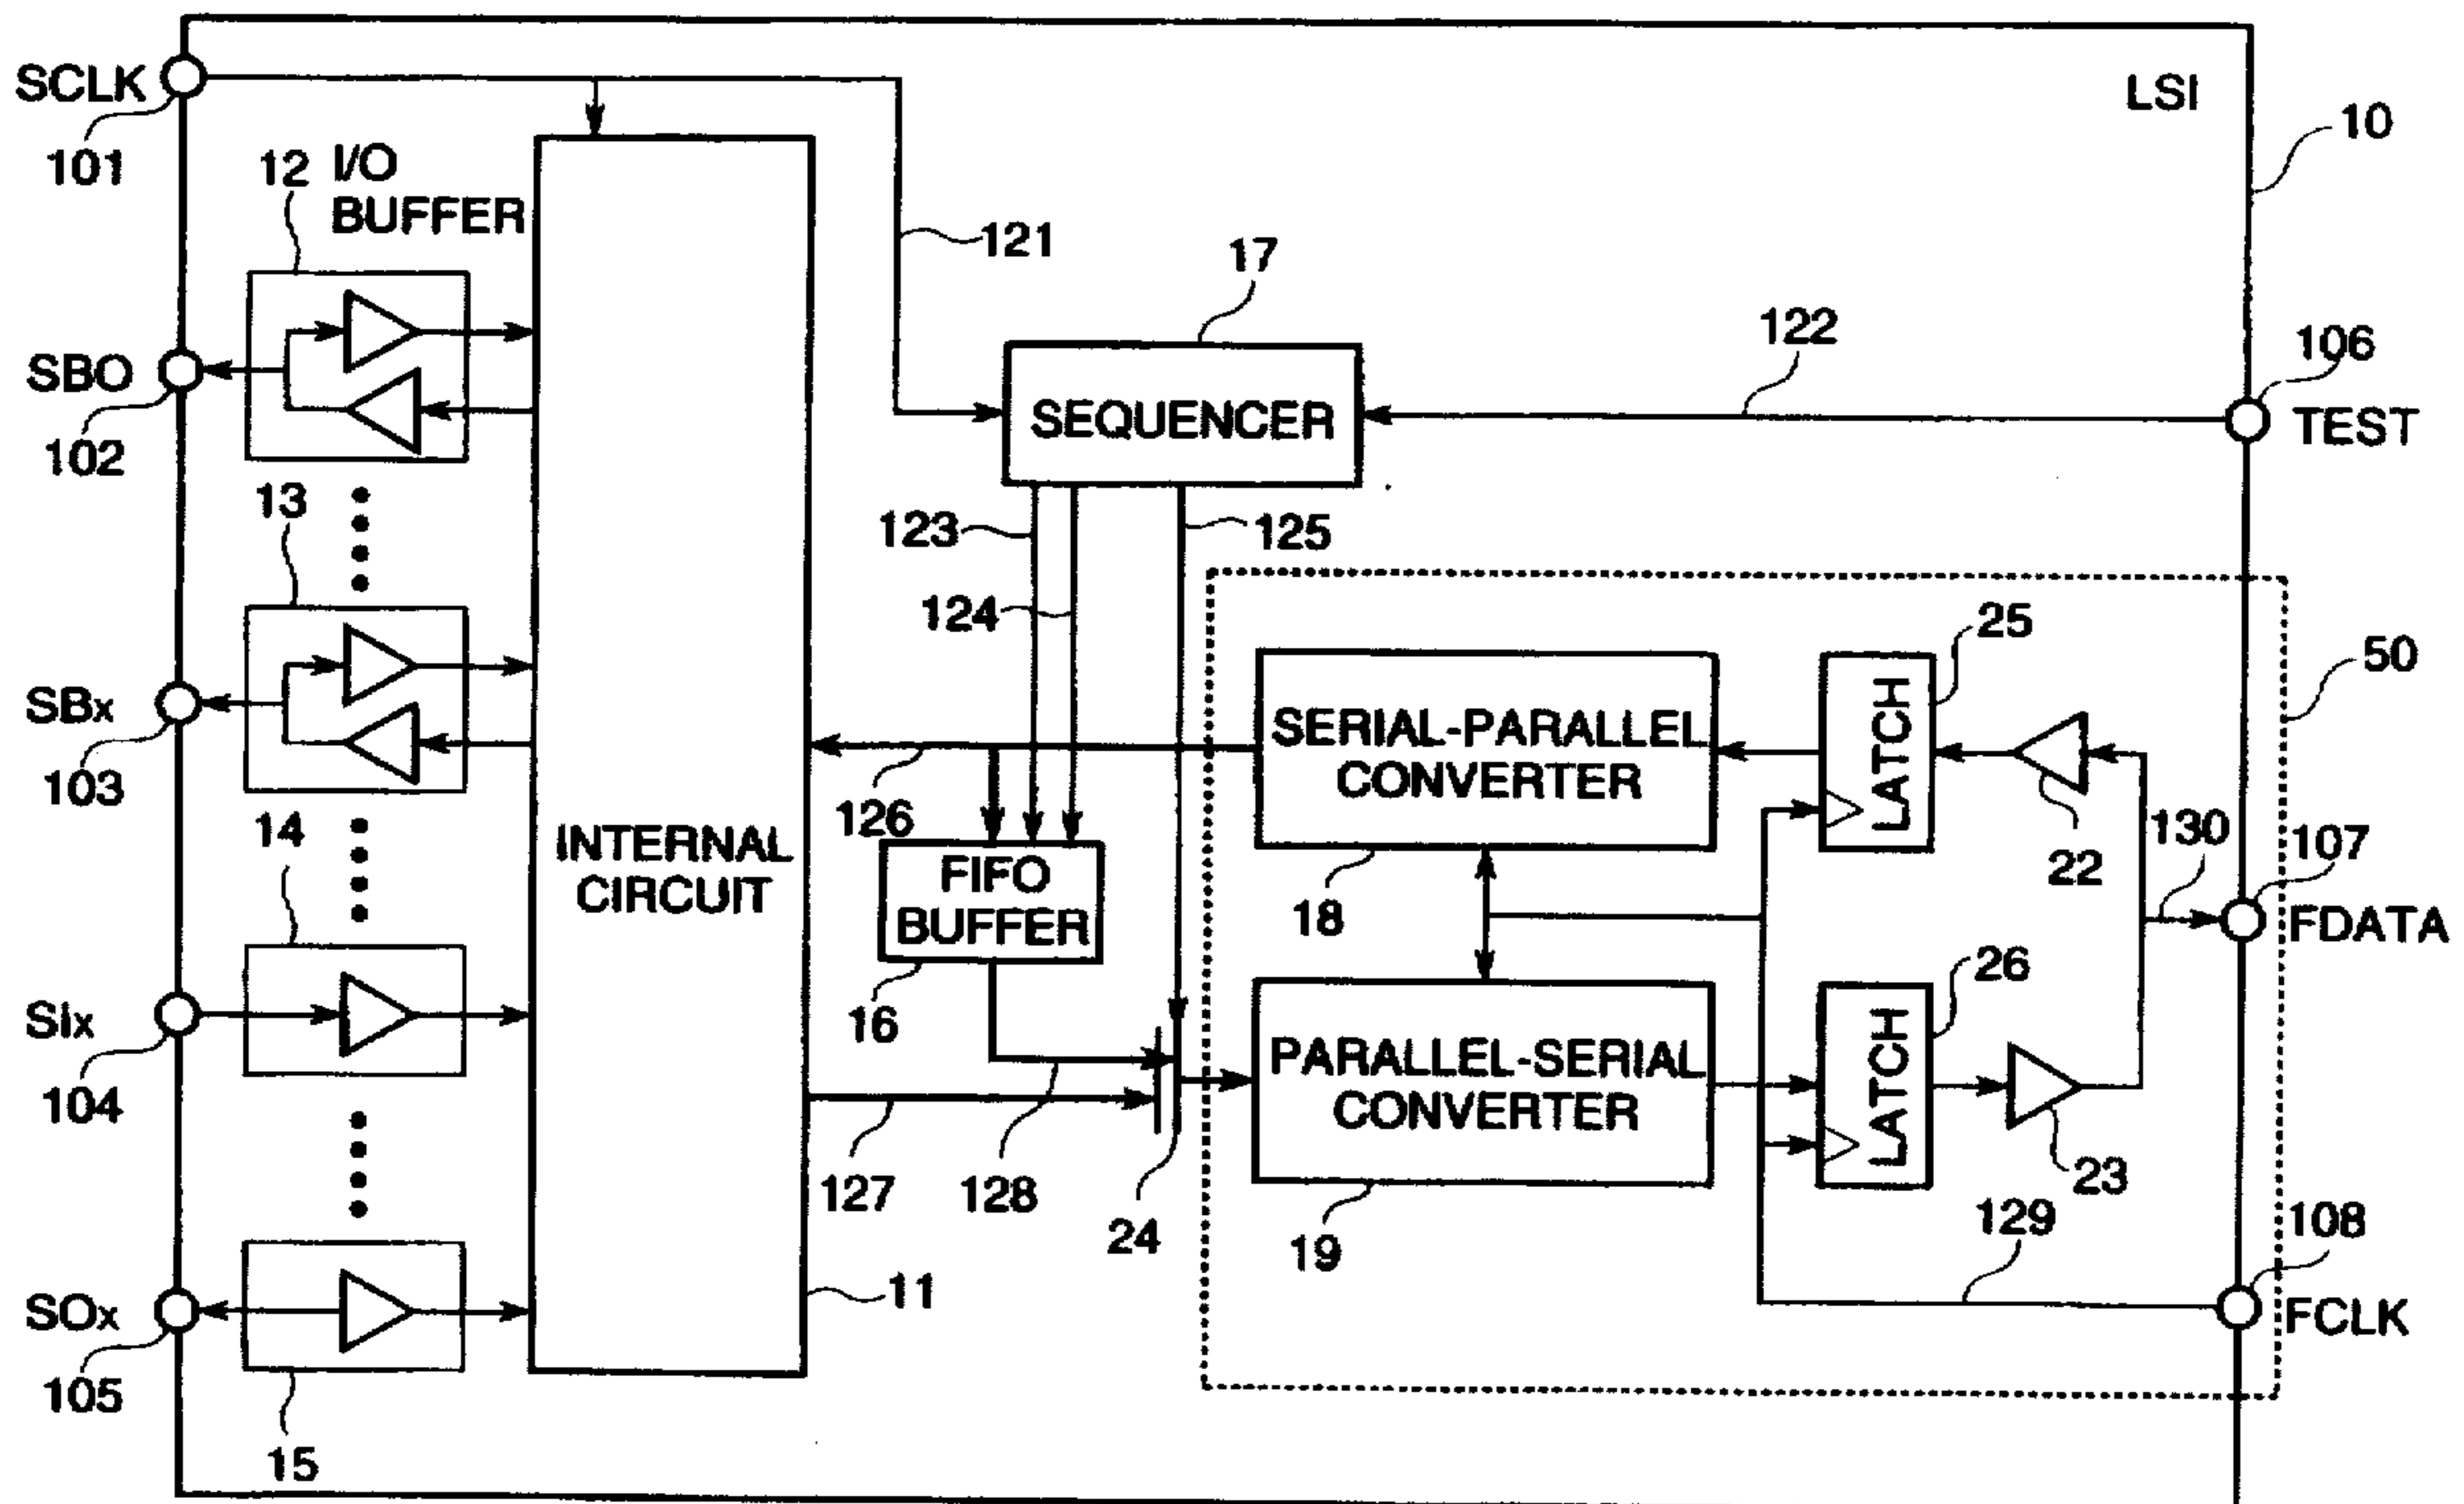 SCLK
101
12
I/O
BUFFER
LSI
10
121
17
122
106
TEST
SEQUENCER
SBO
102
13
123
124
125
25
50
SBx
103
SERIAL-PARALLEL
CONVERTER
LATCH
22
130
107
FDATA
126
14
INTERNAL
CIRCUIT
FIFO
BUFFER
18
16
26
SIx
104
PARALLEL-SERIAL
CONVERTER
LATCH
23
127
128
24
19
129
108
FCLK
11
SOx
105
15